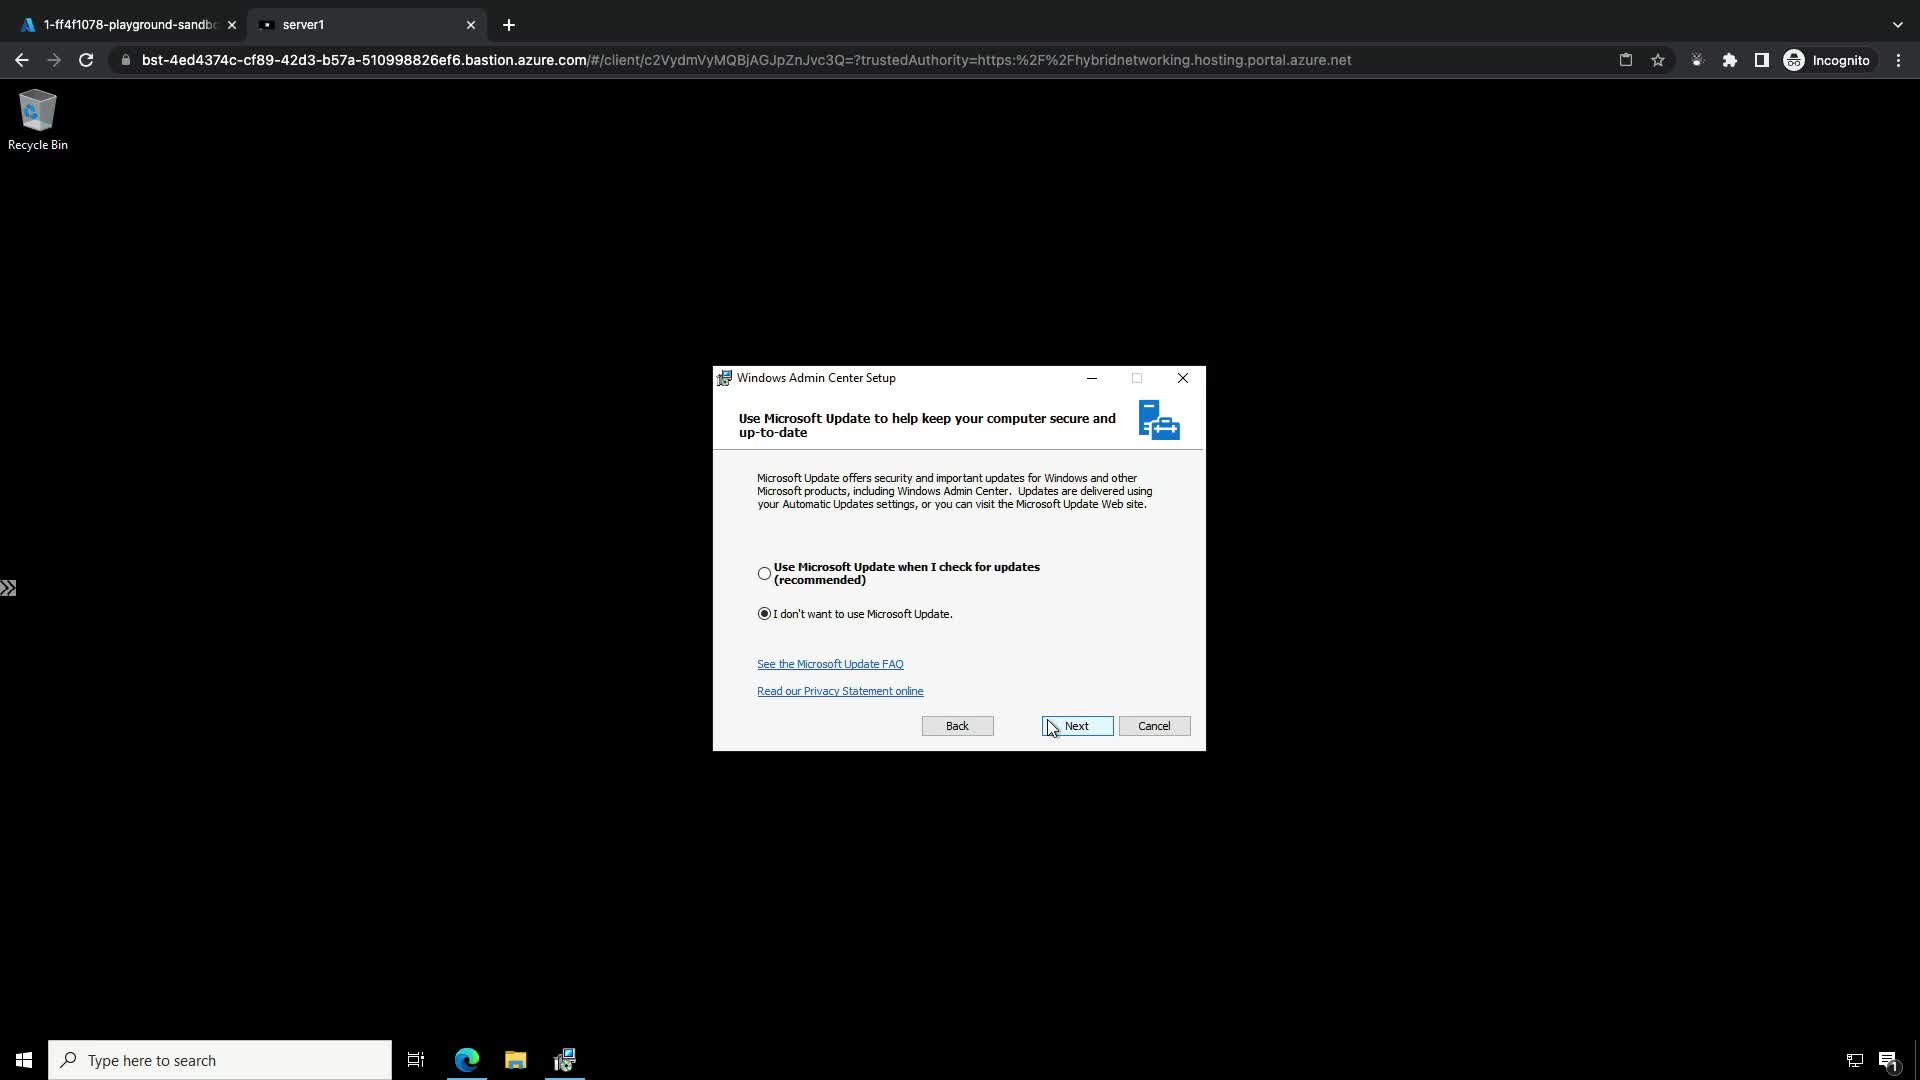 1-ff4f1078-playground-sandbo
server1
bst-4ed4374c-cf89-42d3-b57a-510998826ef6.bastion.azure.com/#/client/c2VydmVyMQBjAGJpZnJvc3Q=?trustedAuthority=https:%2F%2Fhybridnetworking.hosting.portal.azure.net
Incognito
Recycle Bin
Windows Admin Center Setup
Use Microsoft Update to help keep your computer secure and
up-to-date
Microsoft Update offers security and important updates for Windows and other
Microsoft products, including Windows Admin Center. Updates are delivered using
your Automatic Updates settings, or you can visit the Microsoft Update Web site.
Use Microsoft Update when I check for updates
(recommended)
I don't want to use Microsoft Update.
See the Microsoft Update FAQ
Read our Privacy Statement online
Back
Next
Cancel
Type here to search
1